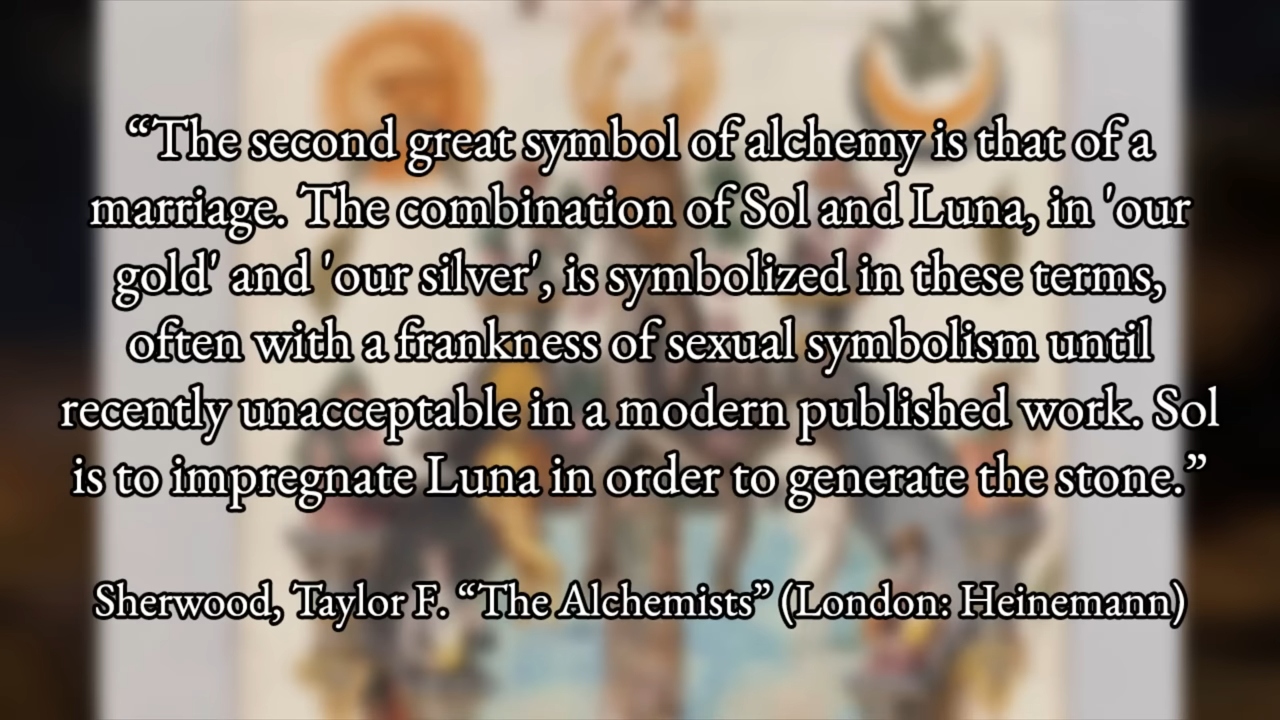 “The second great symbol of alchemy is that of a
marriage. The combination of Sol and Luna, in 'our
gold' and 'our silver', is symbolized in these terms,
often with a frankness of sexual symbolism until
recently unacceptable in a modern published work. Sol
is to impregnate Luna in order to generate the stone.”
Sherwood, Taylor F. “The Alchemists” (London: Heinemann)